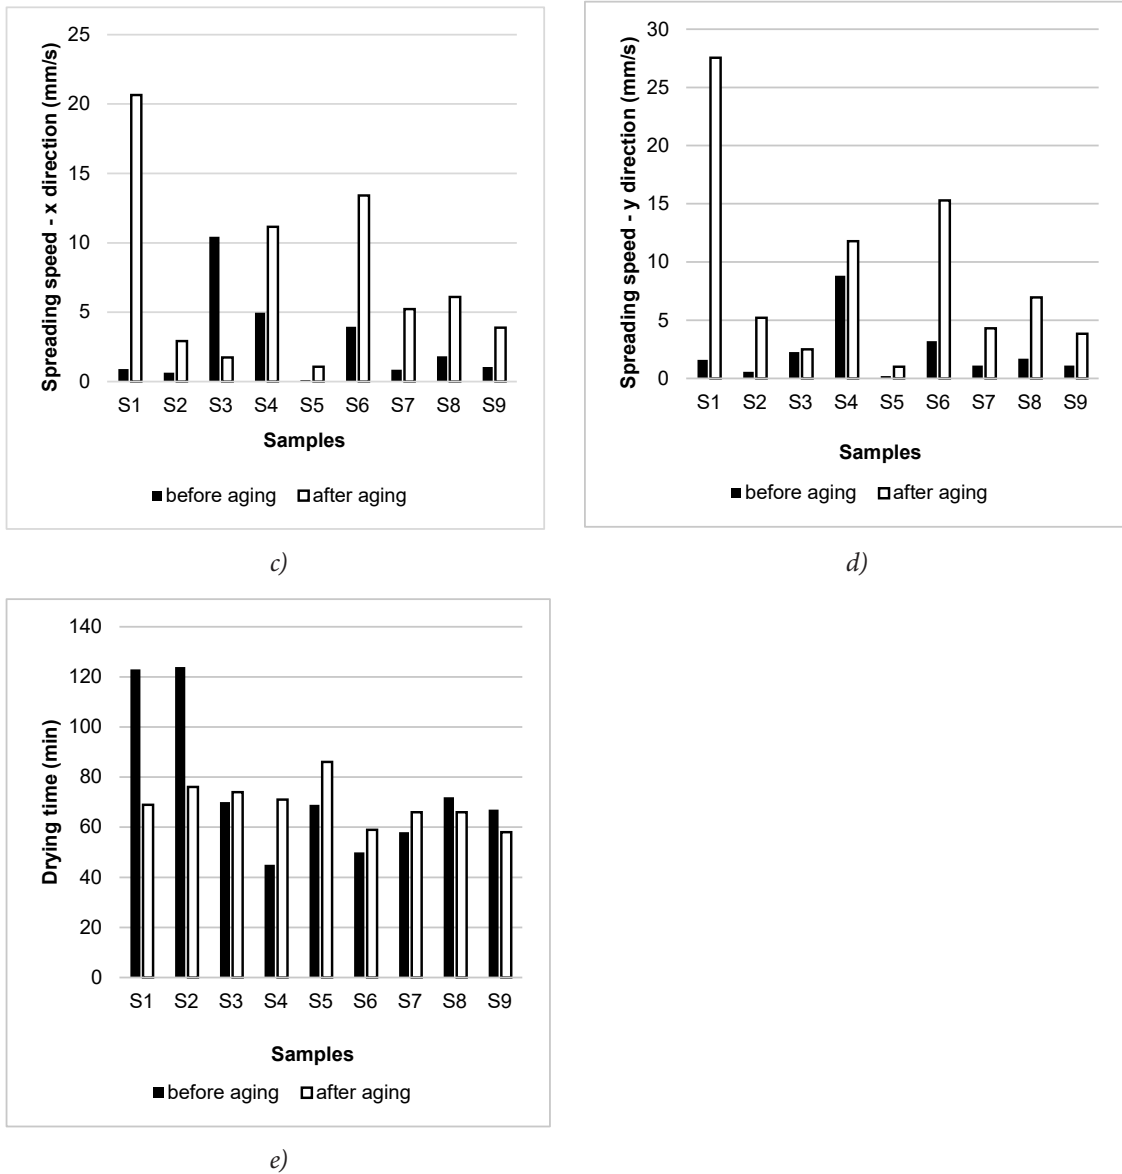 Spreading speed - x direction (mm/s)
25
20
15
10
5
0
S1 S2 S3 S4 S5 S6 S7 S8 S9
Samples
before aging after aging
c)
Spreading speed - y direction (mm/s)
30
25
20
15
10
5
0
S1 S2 S3 S4 S5 S6 S7 S8 S9
Samples
before aging after aging
d)
Drying time (min)
140
120
100
80
60
40
20
0
S1 S2 S3 S4 S5 S6 S7 S8 S9
Samples
before aging after aging
e)